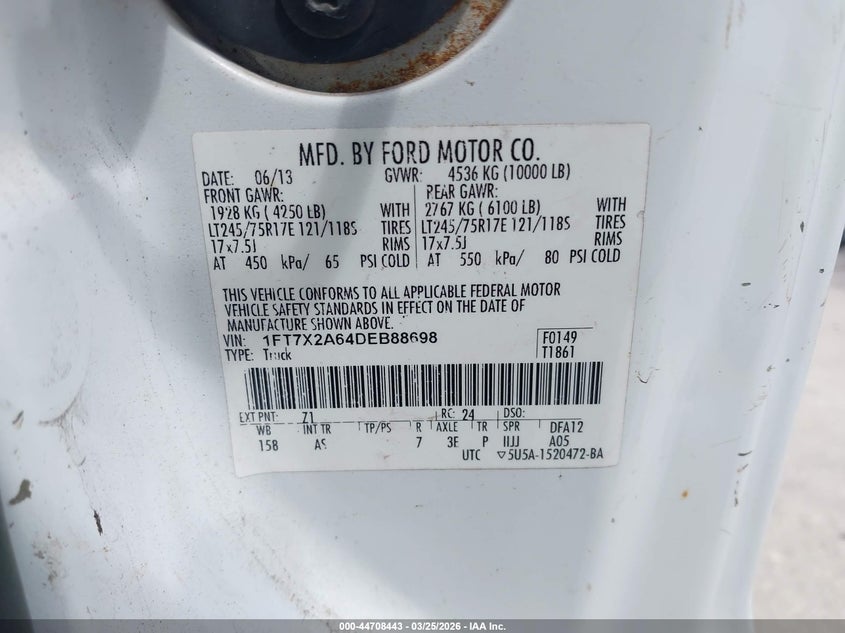 MFD. BY FORD MOTOR CO.
DATE: 06/13 GVWR: 4536 KG (10000 LB)
FRONT GAWR: REAR GAWR:
1928 KG ( 4250 LB) WITH 2767 KG ( 6100 LB) WITH
LT245/75R17E 121/118S TIRES LT245/75R17E 121/118S TIRES
17x7.5J RIMS 17x7.5J RIMS
AT 450 kPa/ 65 PSI COLD AT 550 kPa/ 80 PSI COLD
THIS VEHICLE CONFORMS TO ALL APPLICABLE FEDERAL MOTOR
VEHICLE SAFETY STANDARDS IN EFFECT ON THE DATE OF
MANUFACTURE SHOWN ABOVE.
VIN: 1FT7X2A64DEB88698 F0149
TYPE: Truck T1861
EXT PNT: Z1 RC: 24 DSO:
WB INT TR TP/PS R AXLE TR SPR DFA12
158 AS 7 3E P IIJJ A05
UTC ▽5U5A-1520472-BA
000-44708443 - 03/25/2026 - IAA Inc.